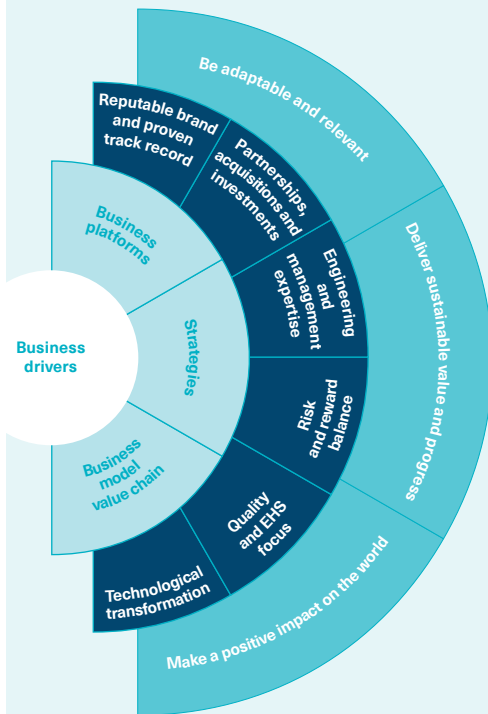 Business
drivers
Business
platforms
Strategies
Business
model
value chain
Reputable brand
and proven
track record
Partnerships,
acquisitions and
investments
Engineering
and
management
expertise
Risk
and reward
balance
Quality
and EHS
focus
Technological
transformation
Be adaptable and relevant
Deliver sustainable value and progress
Make a positive impact on the world